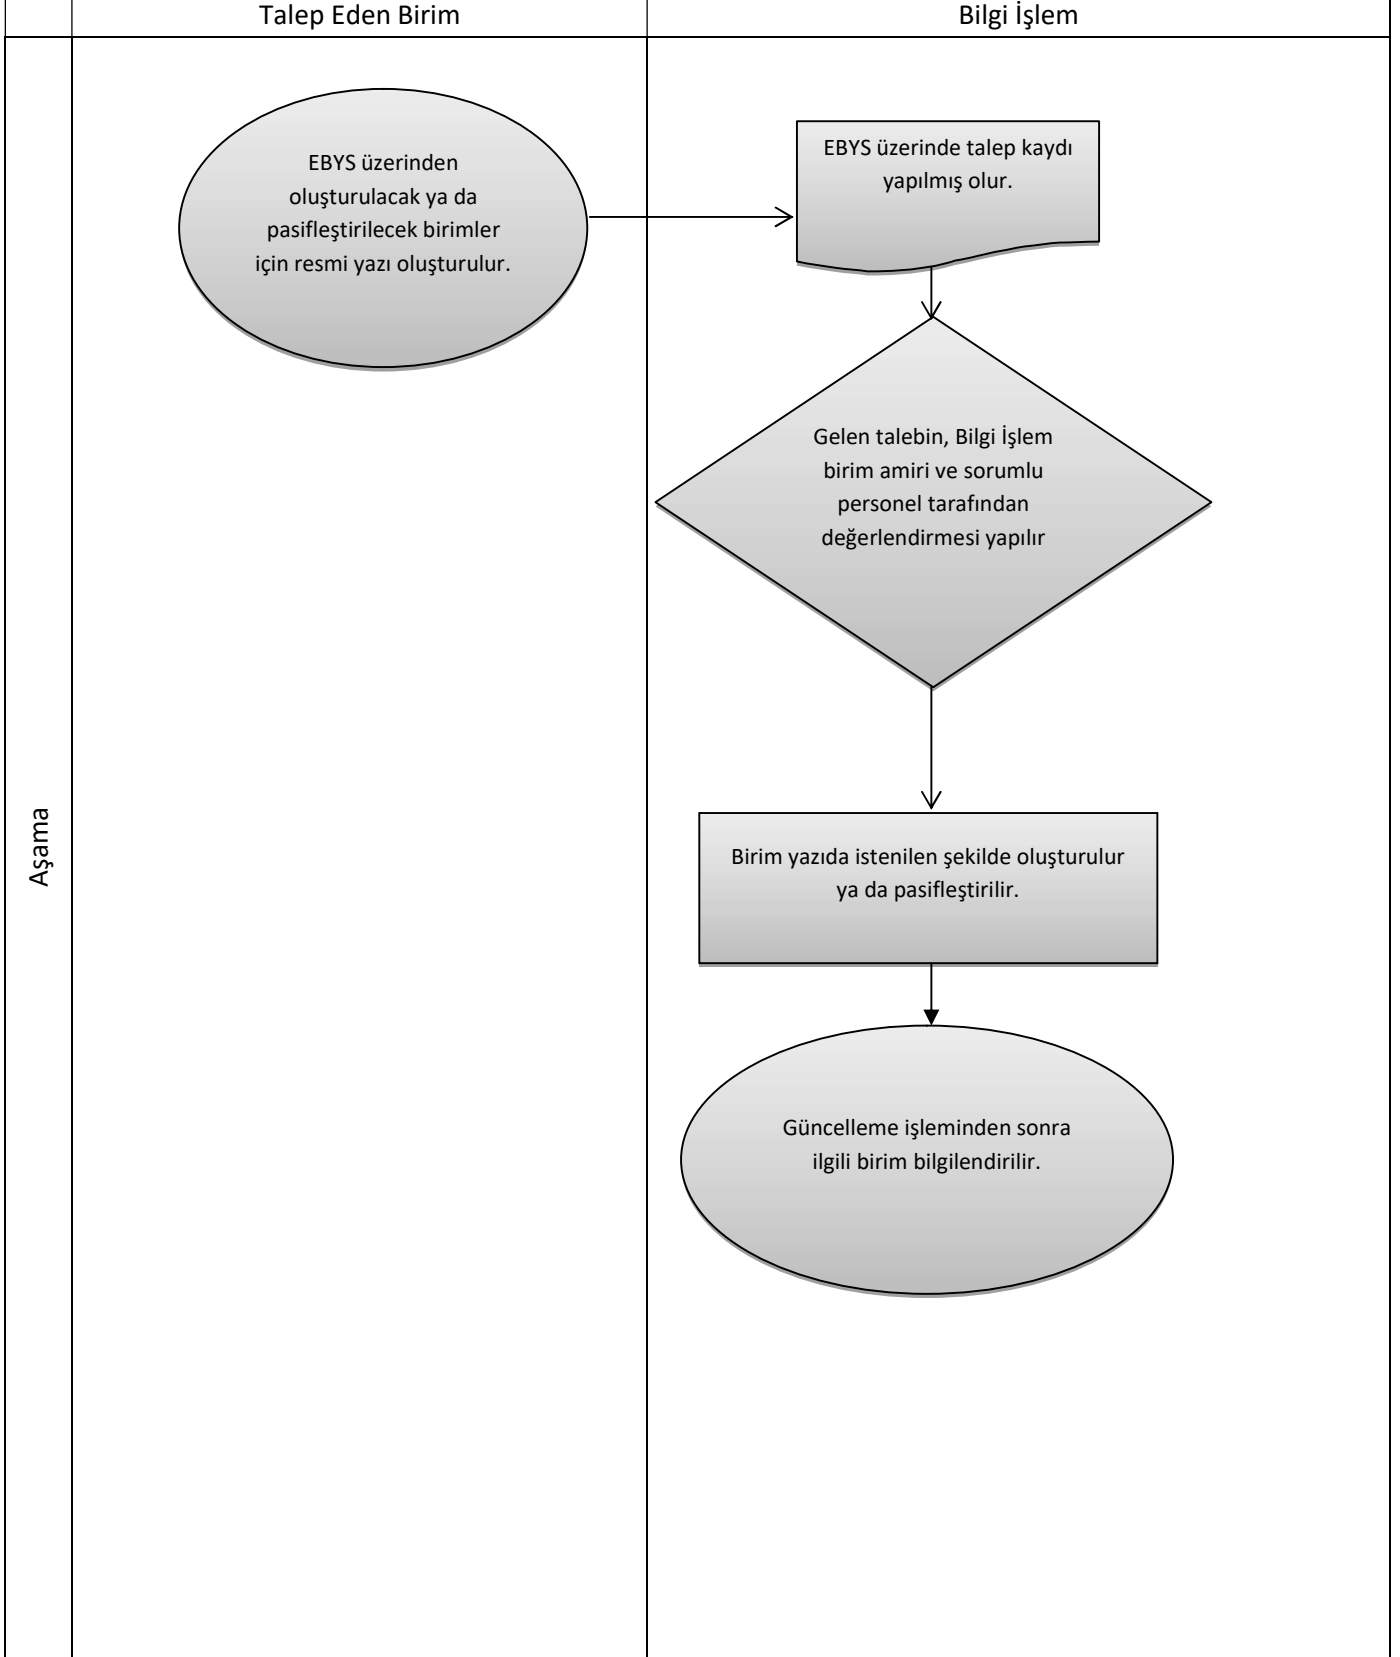 Talep Eden Birim
Bilgi İşlem
EBYS üzerinden
oluşturulacak ya da
pasifleştirilecek birimler
için resmi yazı oluşturulur.
EBYS üzerinde talep kaydı
yapılmış olur.
Gelen talebin, Bilgi İşlem
birim amiri ve sorumlu
personel tarafından
değerlendirmesi yapılır
Aşama
Birim yazıda istenilen şekilde oluşturulur
ya da pasifleştirilir.
Güncelleme işleminden sonra
ilgili birim bilgilendirilir.